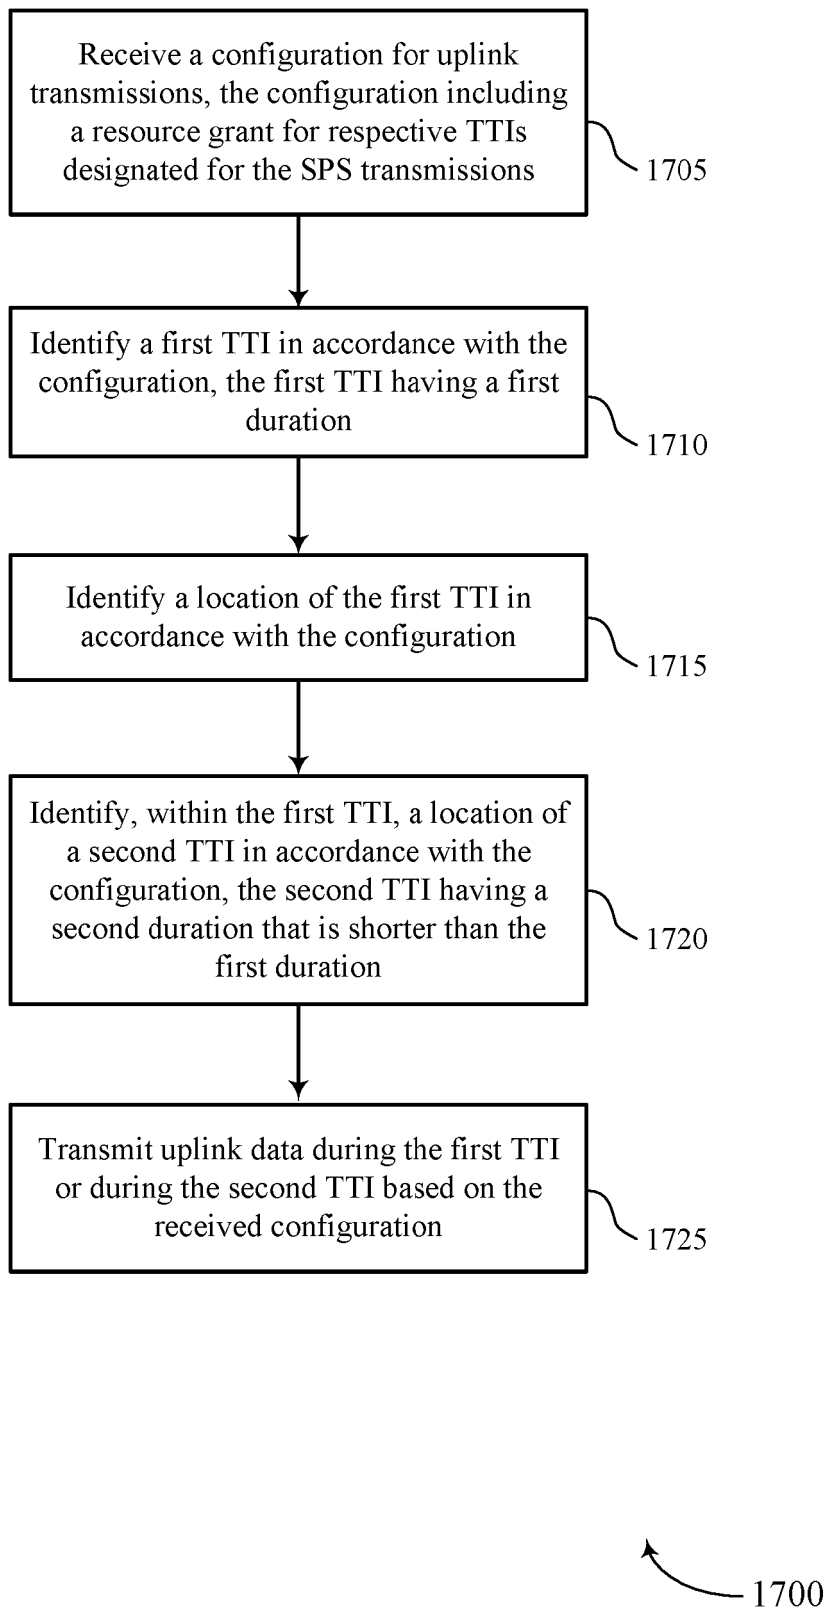 Receive a configuration for uplink
transmissions, the configuration including
a resource grant for respective TTIs
designated for the SPS transmissions
1705
Identify a first TTI in accordance with the
configuration, the first TTI having a first
duration
1710
Identify a location of the first TTI in
accordance with the configuration
1715
Identify, within the first TTI, a location of
a second TTI in accordance with the
configuration, the second TTI having a
second duration that is shorter than the
first duration
1720
Transmit uplink data during the first TTI
or during the second TTI based on the
received configuration
1725
1700